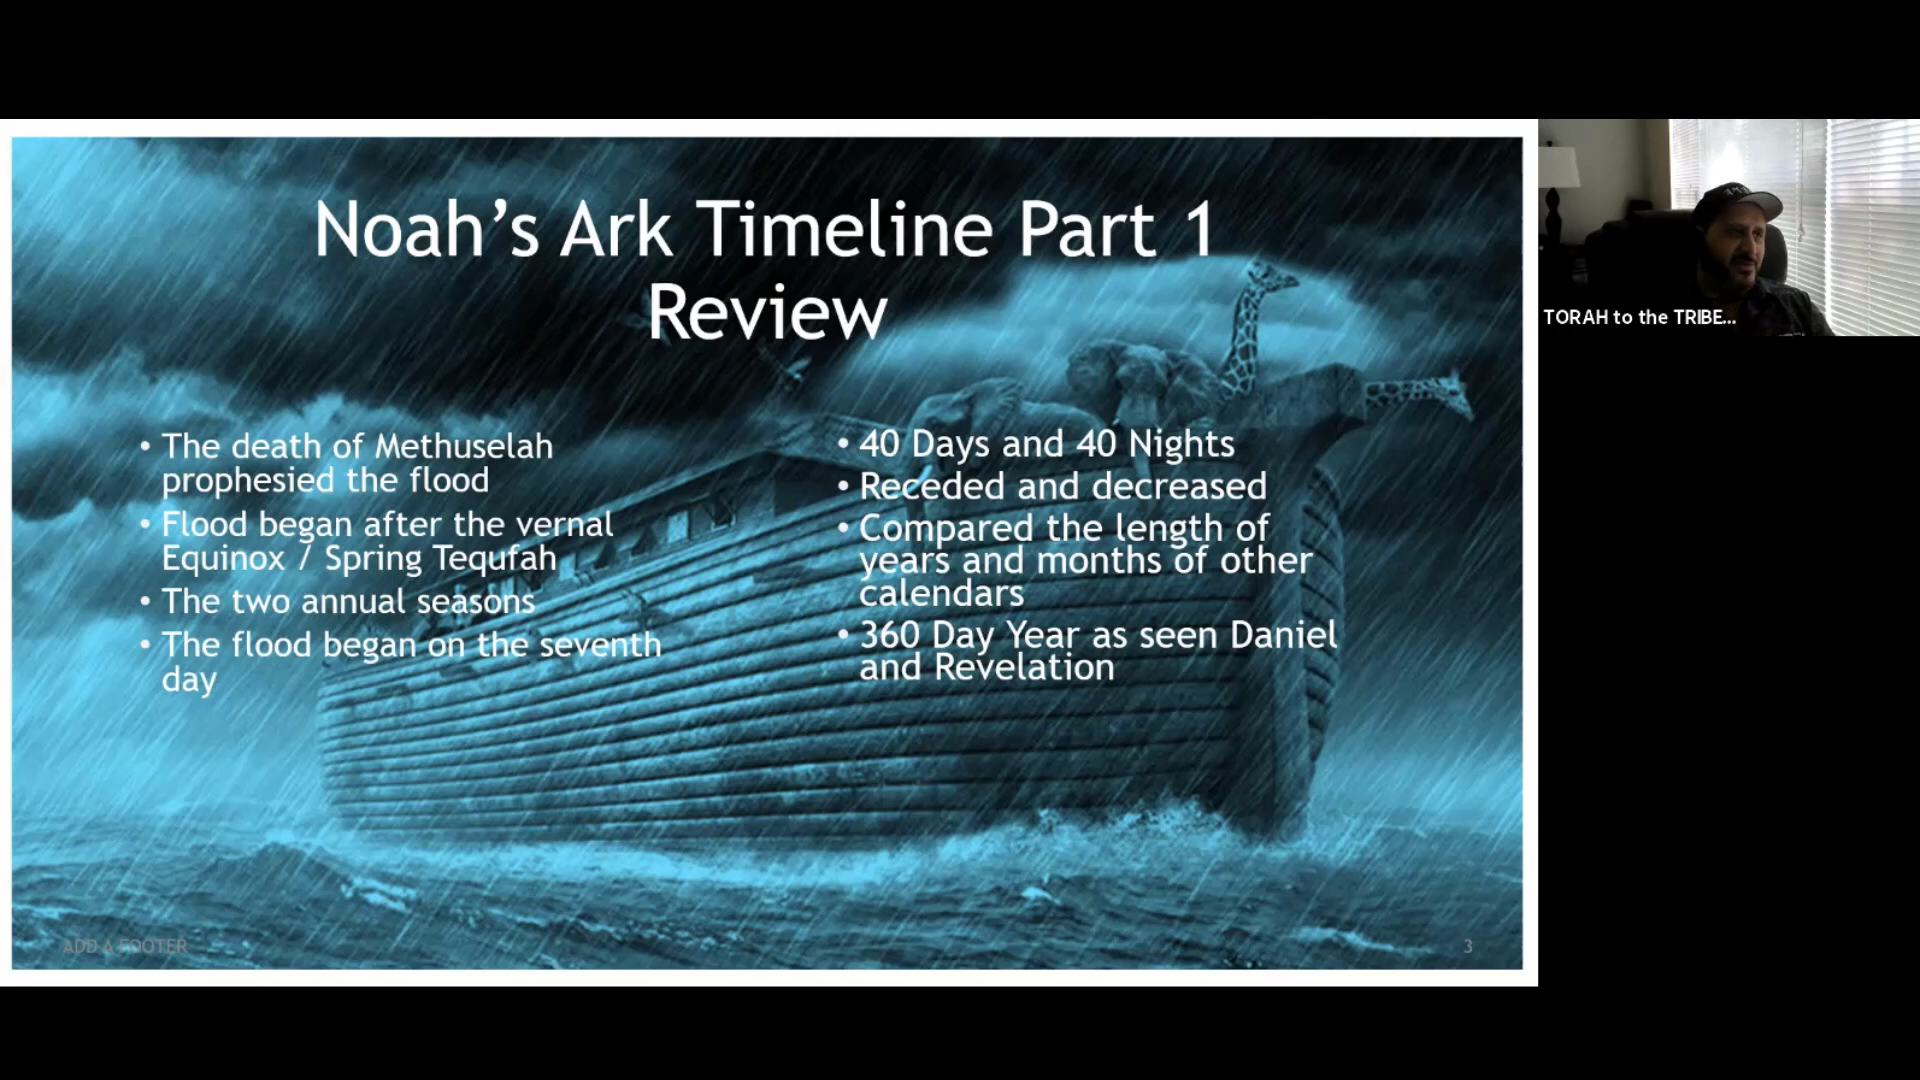 Noah’s Ark Timeline Part 1
Review
• The death of Methuselah
prophesied the flood
• Flood began after the vernal
Equinox / Spring Tequfah
• The two annual seasons
• The flood began on the seventh
day
• 40 Days and 40 Nights
• Receded and decreased
• Compared the length of
years and months of other
calendars
• 360 Day Year as seen Daniel
and Revelation
ADD A FOOTER
3
TORAH to the TRIBE...